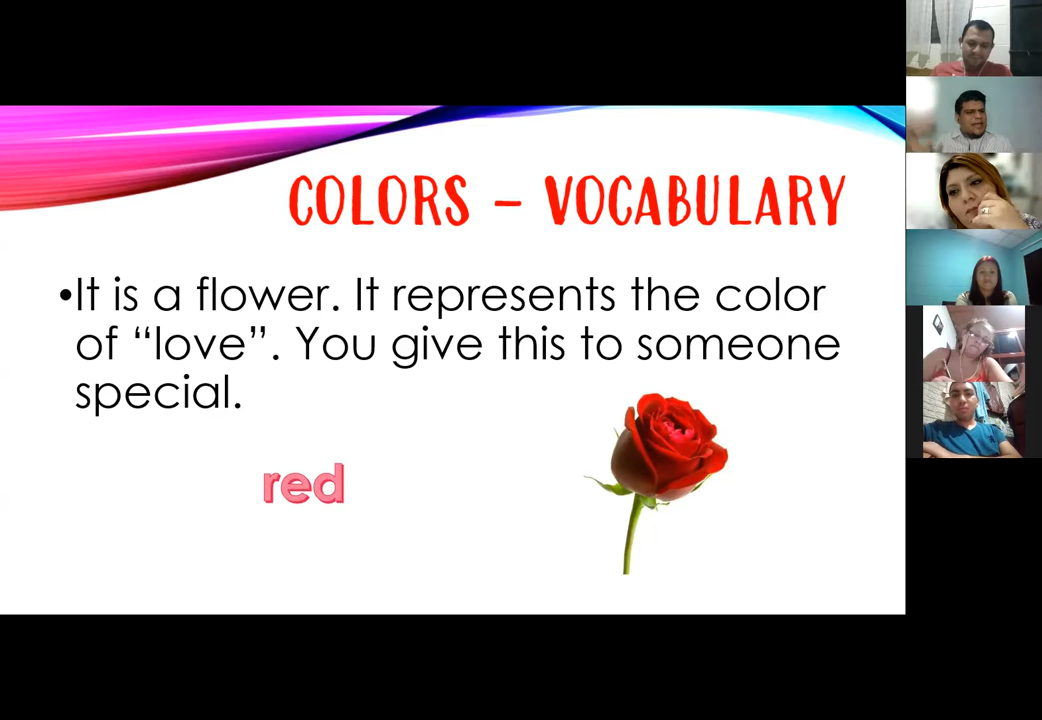 COLORS – VOCABULARY
•It is a flower. It represents the color
of “love”. You give this to someone
special.
red